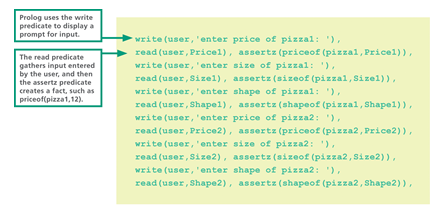 Prolog uses the write
predicate to display a
prompt for input.
The read predicate
gathers input entered
by the user, and then
the assertz predicate
creates a fact, such as
priceof(pizza1,12).
write(user,'enter price of pizza1: '),
read(user,Price1), assertz(priceof(pizza1,Price1)),
write(user,'enter size of pizza1: '),
read(user,Size1), assertz(sizeof(pizza1,Size1)),
write(user,'enter shape of pizza1: '),
read(user,Shape1), assertz(shapeof(pizza1,Shape1)),
write(user,'enter price of pizza2: '),
read(user,Price2), assertz(priceof(pizza2,Price2)),
write(user,'enter size of pizza2: '),
read(user,Size2), assertz(sizeof(pizza2,Size2)),
write(user,'enter shape of pizza2: '),
read(user,Shape2), assertz(shapeof(pizza2,Shape2)),